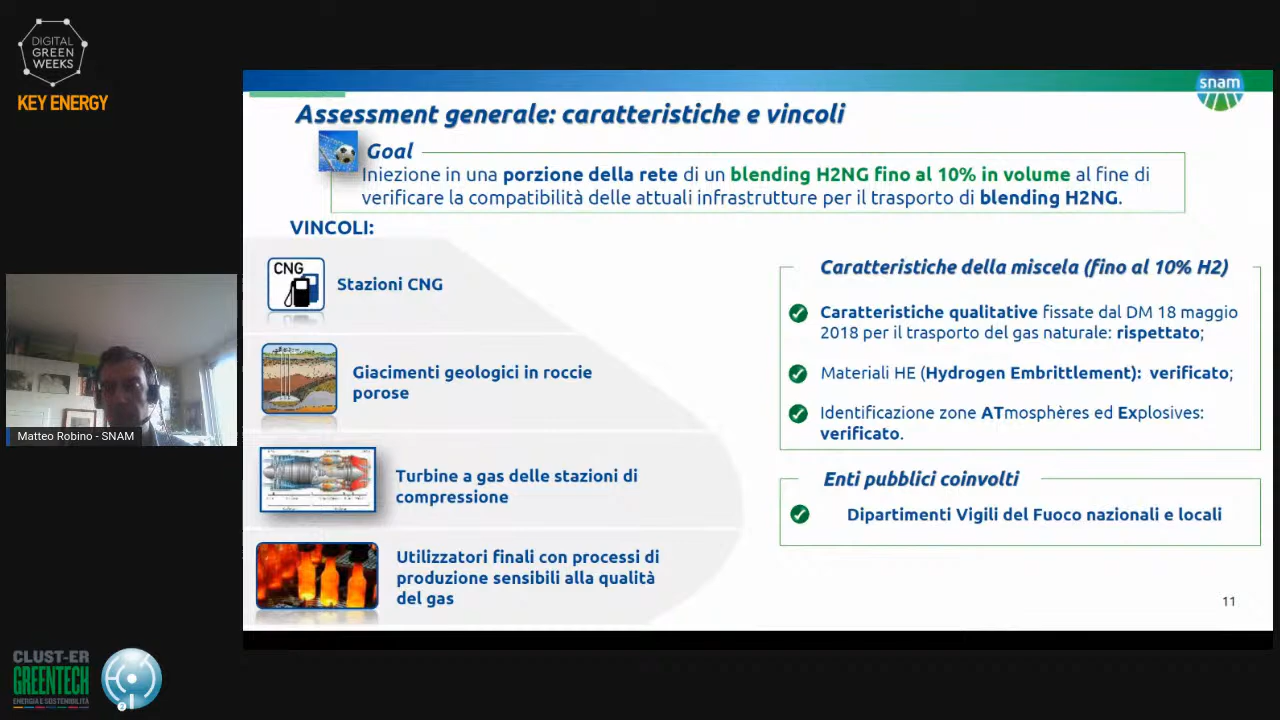 DIGITAL
GREEN
WEEKS
KEY ENERGY
snam
Assessment generale: caratteristiche e vincoli
Goal
Iniezione in una porzione della rete di un blending H2NG fino al 10% in volume al fine di
verificare la compatibilità delle attuali infrastrutture per il trasporto di blending H2NG.
VINCOLI:
CNG
Stazioni CNG
Giacimenti geologici in roccie
porose
Turbine a gas delle stazioni di
compressione
Utilizzatori finali con processi di
produzione sensibili alla qualità
del gas
Caratteristiche della miscela (fino al 10% H2)
Caratteristiche qualitative fissate dal DM 18 maggio
2018 per il trasporto del gas naturale: rispettato;
Materiali HE (Hydrogen Embrittlement): verificato;
Identificazione zone ATmosphères ed Explosives:
verificato.
Enti pubblici coinvolti
Dipartimenti Vigili del Fuoco nazionali e locali
11
Matteo Robino - SNAM
CLUST-ER
GREENTECH
ENERGIA E SOSTENIBILITÀ
2